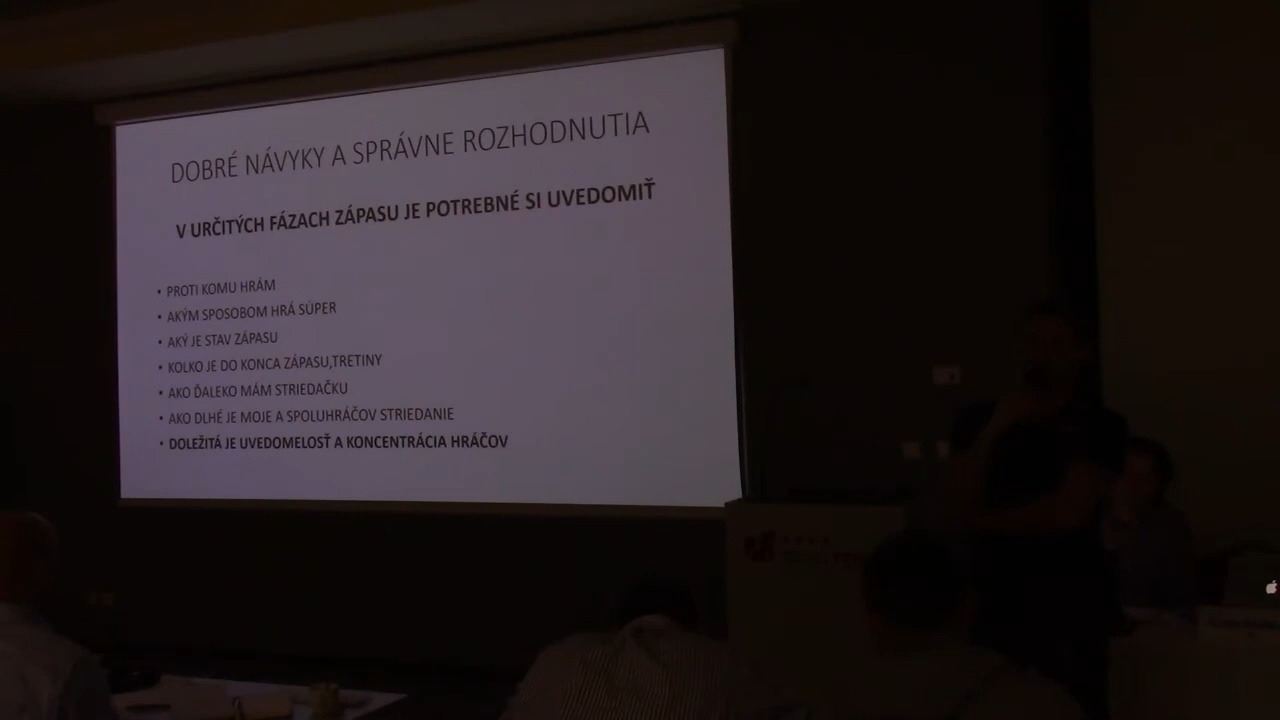 DOBRÉ NÁVYKY A SPRÁVNE ROZHODNUTIA
V URČITÝCH FÁZACH ZÁPASU JE POTREBNÉ SI UVEDOMIŤ
• PROTI KOMU HRÁM
• AKÝM SPOSOBOM HRÁ SÚPER
• AKÝ JE STAV ZÁPASU
• KOLKO JE DO KONCA ZÁPASU,TRETINY
• AKO ĎALEKO MÁM STRIEDAČKU
• AKO DLHÉ JE MOJE A SPOLUHRÁČOV STRIEDANIE
• DOLEŽITÁ JE UVEDOMELOSŤ A KONCENTRÁCIA HRÁČOV